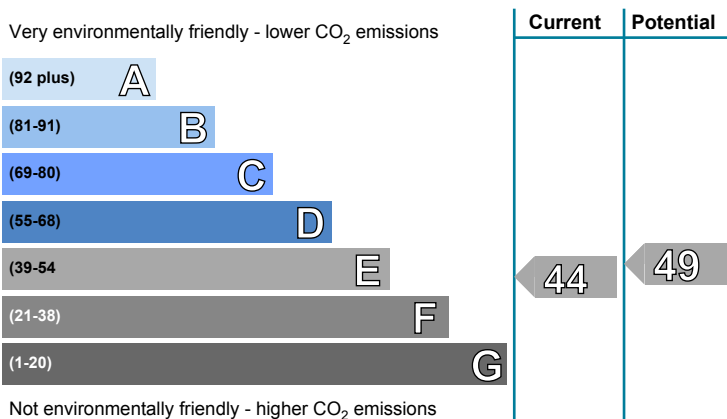 Current Potential
Very environmentally friendly - lower CO₂ emissions
(92 plus) A
(81-91) B
(69-80) C
(55-68) D
(39-54 E
44 49
(21-38) F
(1-20) G
Not environmentally friendly - higher CO₂ emissions